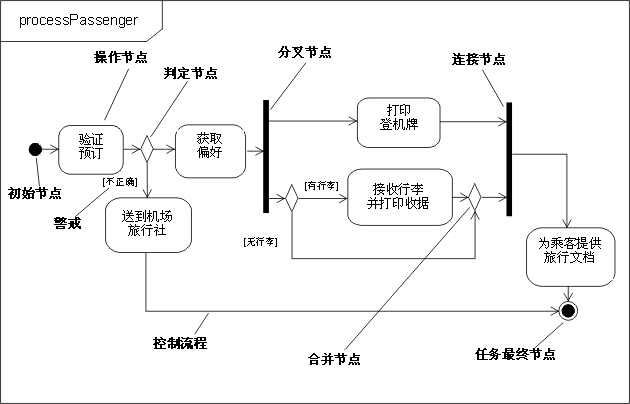 processPassenger
操作节点
判定节点
分叉节点
连接节点
验证
预订
获取
偏好
打印
登机牌
初始节点
[不正确]
警戒
送到机场
旅行社
[有行李]
接收行李
并打印收据
[无行李]
为乘客提供
旅行文档
控制流程
合并节点
任务最终节点